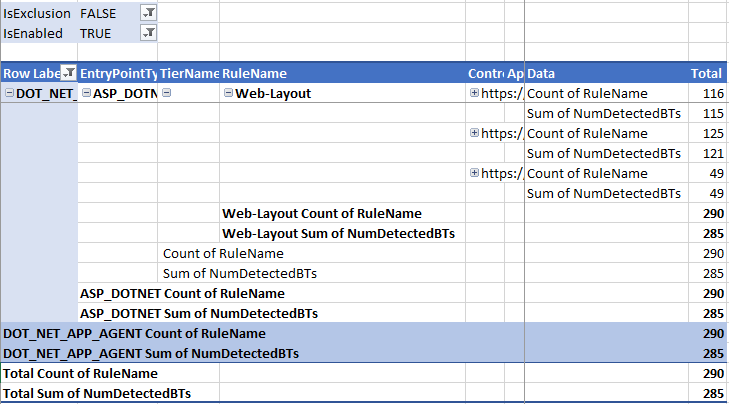 IsExclusion FALSE
IsEnabled TRUE
Row Labe EntryPointTy TierName RuleName Contro Ap Data Total
DOT_NET_ ASP_DOTN Web-Layout https:/ Count of RuleName 116
Sum of NumDetectedBTs 115
https:/ Count of RuleName 125
Sum of NumDetectedBTs 121
https:/ Count of RuleName 49
Sum of NumDetectedBTs 49
Web-Layout Count of RuleName 290
Web-Layout Sum of NumDetectedBTs 285
Count of RuleName 290
Sum of NumDetectedBTs 285
ASP_DOTNET Count of RuleName 290
ASP_DOTNET Sum of NumDetectedBTs 285
DOT_NET_APP_AGENT Count of RuleName 290
DOT_NET_APP_AGENT Sum of NumDetectedBTs 285
Total Count of RuleName 290
Total Sum of NumDetectedBTs 285